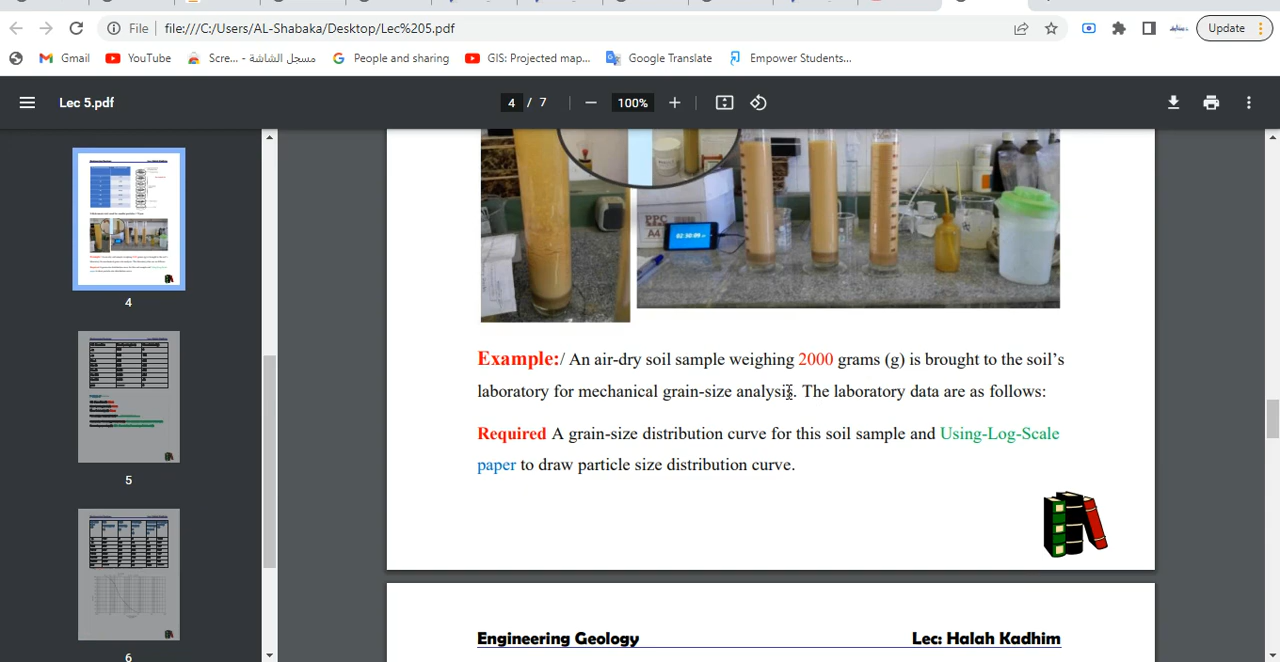 File file:///C:/Users/AL-Shabaka/Desktop/Lec%205.pdf Update
Gmail YouTube Scre... - مسجل الشاشة People and sharing GIS: Projected map... Google Translate Empower Students...
Lec 5.pdf 4 / 7 100%
PPC
A4
Example:/ An air-dry soil sample weighing 2000 grams (g) is brought to the soil's
laboratory for mechanical grain-size analysis. The laboratory data are as follows:
Required A grain-size distribution curve for this soil sample and Using-Log-Scale
paper to draw particle size distribution curve.
4
5
6
Engineering Geology Lec: Halah Kadhim